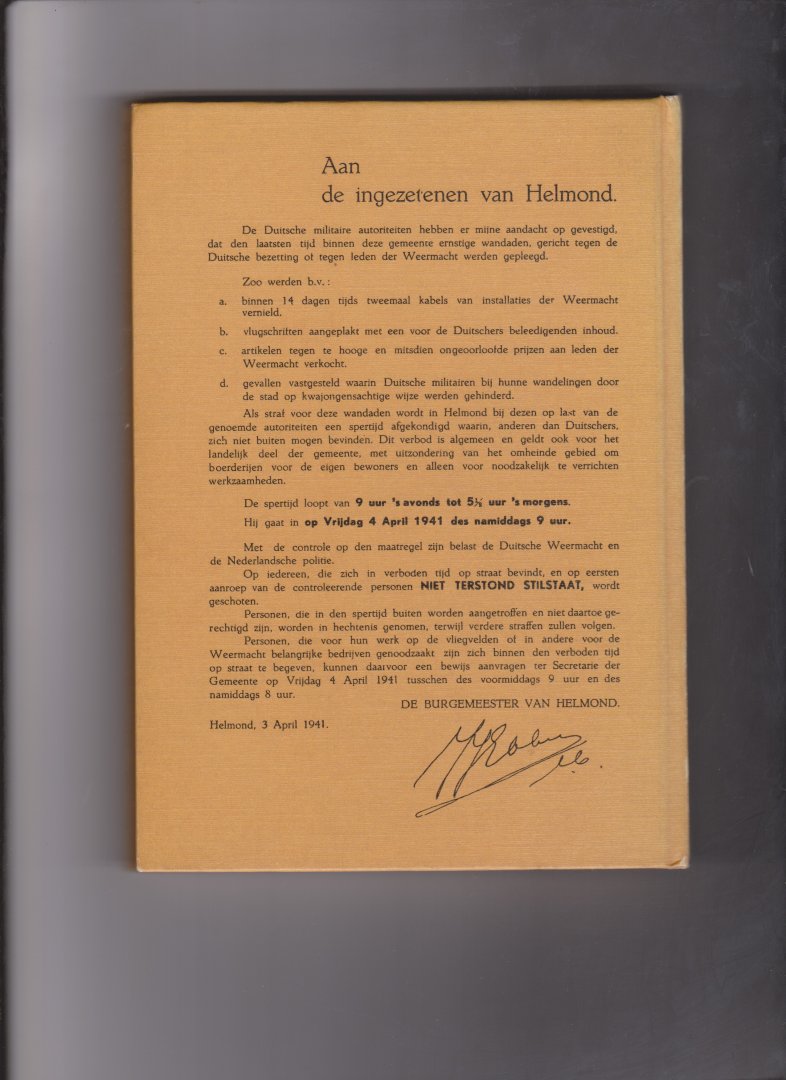 Aan
de ingezetenen van Helmond.
De Duitsche militaire autoriteiten hebben er mijne aandacht op gevestigd,
dat den laatsten tijd binnen deze gemeente ernstige wandaden, gericht tegen de
Duitsche bezetting of tegen leden der Weermacht werden gepleegd.
Zoo werden b.v. :
a. binnen 14 dagen tijds tweemaal kabels van installaties der Weermacht
vernield.
b. vlugschriften aangeplakt met een voor de Duitschers beleedigenden inhoud.
c. artikelen tegen te hooge en mitsdien ongeoorloofde prijzen aan leden der
Weermacht verkocht.
d. gevallen vastgesteld waarin Duitsche militairen bij hunne wandelingen door
de stad op kwajongensachtige wijze werden gehinderd.
Als straf voor deze wandaden wordt in Helmond bij dezen op last van de
genoemde autoriteiten een spertijd afgekondigd waarin, anderen dan Duitschers,
zich niet buiten mogen bevinden. Dit verbod is algemeen en geldt ook voor het
landelijk deel der gemeente, met uitzondering van het omheinde gebied om
boerderijen voor de eigen bewoners en alleen voor noodzakelijk te verrichten
werkzaamheden.
De spertijd loopt van 9 uur 's avonds tot 5½ uur 's morgens.
Hij gaat in op Vrijdag 4 April 1941 des namiddags 9 uur.
Met de controle op den maatregel zijn belast de Duitsche Weermacht en
de Nederlandsche politie.
Op iedereen, die zich in verboden tijd op straat bevindt, en op eersten
aanroep van de controleerende personen NIET TERSTOND STILSTAAT, wordt
geschoten.
Personen, die in den spertijd buiten worden aangetroffen en niet daartoe ge-
rechtigd zijn, worden in hechtenis genomen, terwijl verdere straffen zullen volgen.
Personen, die voor hun werk op de vliegvelden of in andere voor de
Weermacht belangrijke bedrijven genoodzaakt zijn zich binnen den verboden tijd
op straat te begeven, kunnen daarvoor een bewijs aanvragen ter Secretarie der
Gemeente op Vrijdag 4 April 1941 tusschen des voormiddags 9 uur en des
namiddags 8 uur.
DE BURGEMEESTER VAN HELMOND.
Helmond, 3 April 1941.